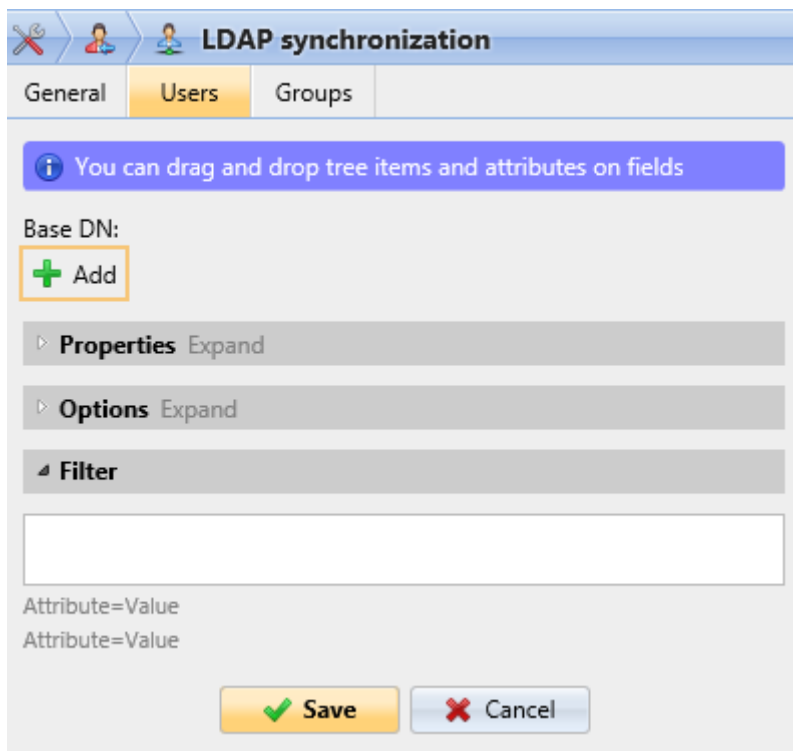 LDAP synchronization
General Users Groups
You can drag and drop tree items and attributes on fields
Base DN:
Add
Properties Expand
Options Expand
Filter
Attribute=Value
Attribute=Value
Save Cancel